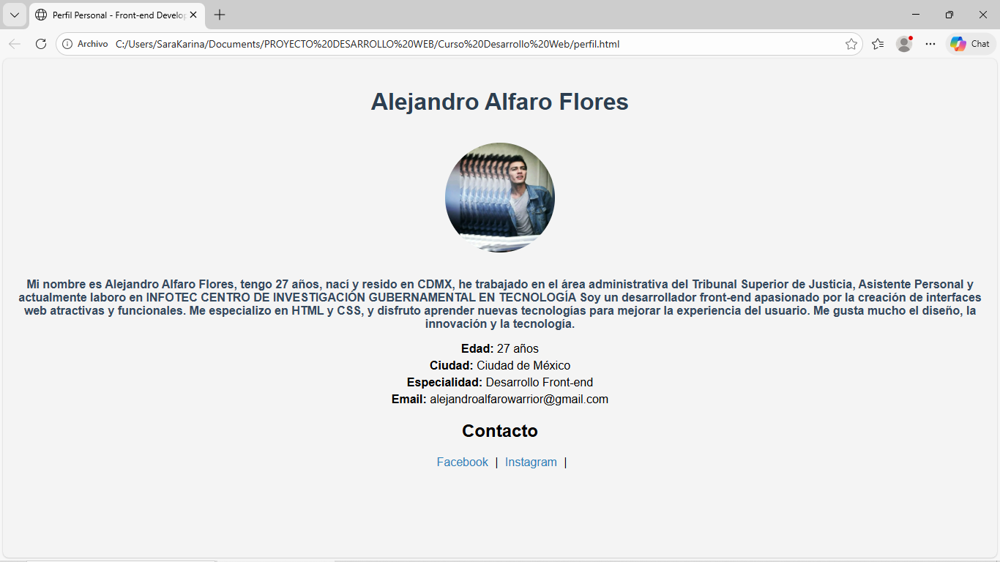 Perfil Personal - Front-end Develop
Archivo C:/Users/SaraKarina/Documents/PROYECTO%20DESARROLLO%20WEB/Curso%20Desarrollo%20Web/perfil.html
Chat
Alejandro Alfaro Flores
Mi nombre es Alejandro Alfaro Flores, tengo 27 años, nací y resido en CDMX, he trabajado en el área administrativa del Tribunal Superior de Justicia, Asistente Personal y
actualmente laboro en INFOTEC CENTRO DE INVESTIGACIÓN GUBERNAMENTAL EN TECNOLOGÍA Soy un desarrollador front-end apasionado por la creación de interfaces
web atractivas y funcionales. Me especializo en HTML y CSS, y disfruto aprender nuevas tecnologías para mejorar la experiencia del usuario. Me gusta mucho el diseño, la
innovación y la tecnología.
Edad: 27 años
Ciudad: Ciudad de México
Especialidad: Desarrollo Front-end
Email: alejandroalfarowarrior@gmail.com
Contacto
Facebook | Instagram |